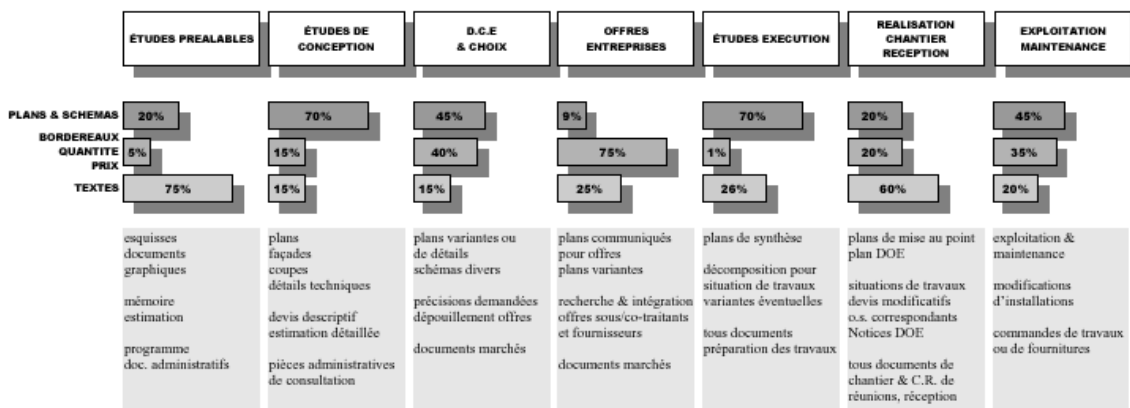 ÉTUDES PREALABLES
ÉTUDES DE
CONCEPTION
D.C.E
& CHOIX
OFFRES
ENTREPRISES
ÉTUDES EXECUTION
REALISATION
CHANTIER
RECEPTION
EXPLOITATION
MAINTENANCE
PLANS & SCHEMAS
20%
70%
45%
9%
70%
20%
45%
BORDEREAUX
QUANTITE
PRIX
5%
15%
40%
75%
1%
20%
35%
TEXTES
75%
15%
15%
25%
26%
60%
20%
esquisses
documents
graphiques
mémoire
estimation
programme
doc. administratifs
plans
façades
coupes
détails techniques
devis descriptif
estimation détaillée
pièces administratives
de consultation
plans variantes ou
de détails
schémas divers
précisions demandées
dépouillement offres
documents marchés
plans communiqués
pour offres
plans variantes
recherche & intégration
offres sous/co-traitants
et fournisseurs
documents marchés
plans de synthèse
décomposition pour
situation de travaux
variantes éventuelles
tous documents
préparation des travaux
plans de mise au point
plan DOE
situations de travaux
devis modificatifs
o.s. correspondants
Notices DOE
tous documents de
chantier & C.R. de
réunions, réception
exploitation &
maintenance
modifications
d'installations
commandes de travaux
ou de fournitures